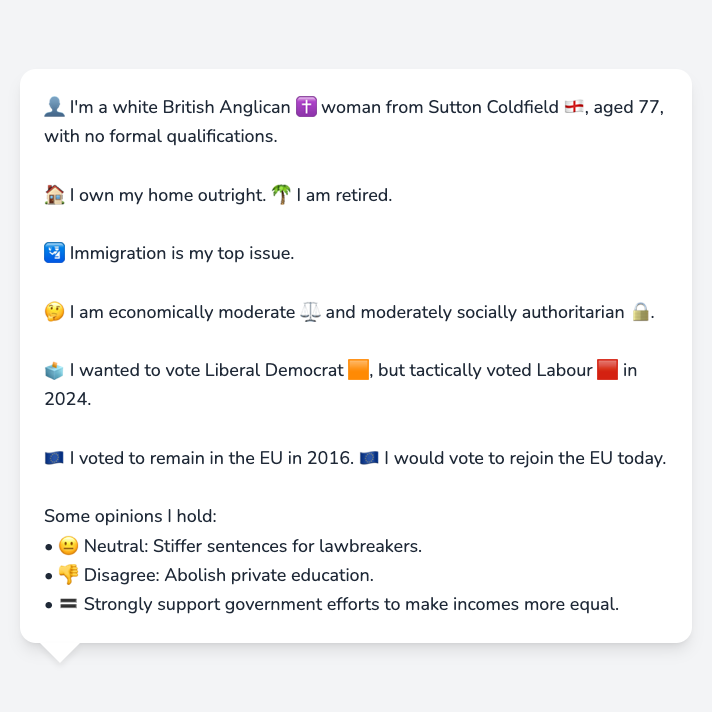 👤 I'm a white British Anglican ✝️ woman from Sutton Coldfield 🏴󠁧󠁢󠁥󠁮󠁧󠁿, aged 77,
with no formal qualifications.
🏠 I own my home outright. 🌴 I am retired.
🛂 Immigration is my top issue.
🤔 I am economically moderate ⚖️ and moderately socially authoritarian 🔒.
🗳️ I wanted to vote Liberal Democrat 🟧, but tactically voted Labour 🟥 in
2024.
🇪🇺 I voted to remain in the EU in 2016. 🇪🇺 I would vote to rejoin the EU today.
Some opinions I hold:
• 😐 Neutral: Stiffer sentences for lawbreakers.
• 👎 Disagree: Abolish private education.
• 🟰 Strongly support government efforts to make incomes more equal.